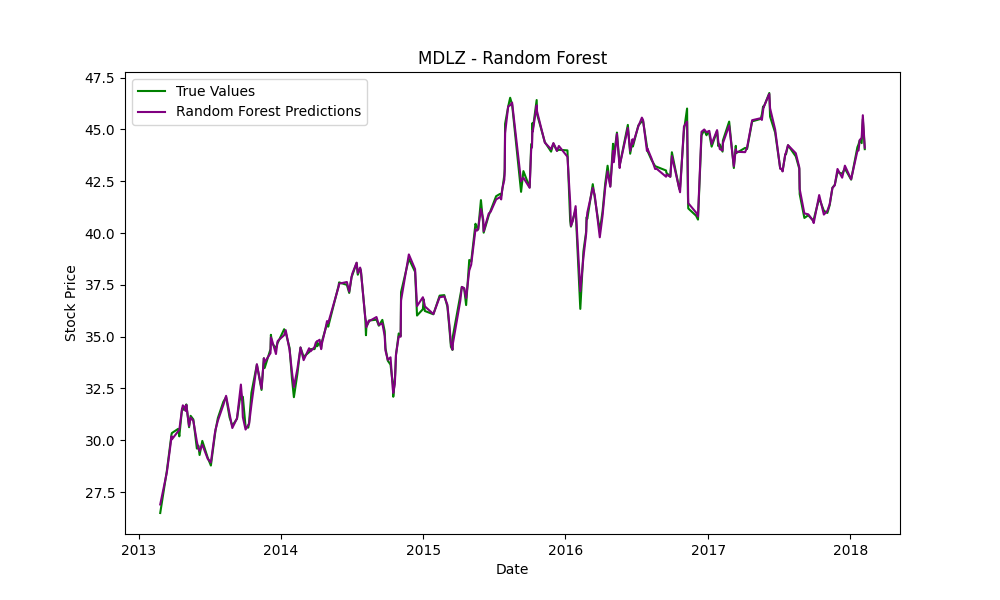 MDLZ - Random Forest
True Values
Random Forest Predictions
47.5
45.0
42.5
40.0
37.5
35.0
32.5
30.0
27.5
Stock Price
2013 2014 2015 2016 2017 2018
Date